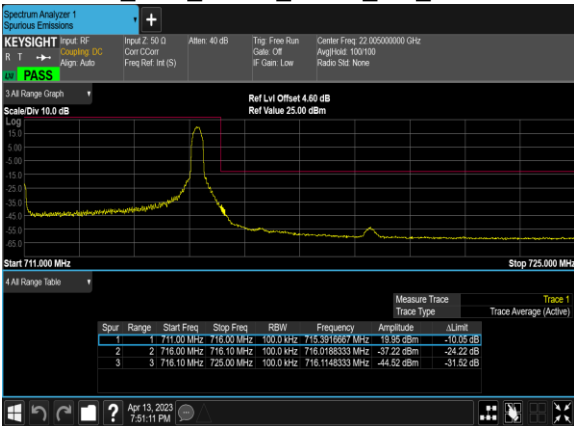 Spectrum Analyzer 1
Spurious Emissions
+
KEYSIGHT Input: RF Input Z: 50 Ω Atten: 40 dB Trig: Free Run Center Freq: 22.005000000 GHz
R T Coupling: DC Corr CCorr Gate: Off Avg|Hold: 100/100
Align: Auto Freq Ref: Int (S) IF Gain: Low Radio Std: None
PASS
3 All Range Graph
Ref Lvl Offset 4.60 dB
Scale/Div 10.0 dB Ref Value 25.00 dBm
Log
15.0
5.00
-5.00
-15.0
-25.0
-35.0
-45.0
-55.0
-65.0
Start 711.000 MHz Stop 725.000 MHz
4 All Range Table
Measure Trace Trace 1
Trace Type Trace Average (Active)
Spur Range Start Freq Stop Freq RBW Frequency Amplitude ΔLimit
1 1 711.00 MHz 716.00 MHz 100.0 kHz 715.3916667 MHz 19.95 dBm -10.05 dB
2 2 716.00 MHz 716.10 MHz 100.0 kHz 716.0188333 MHz -37.22 dBm -24.22 dB
3 3 716.10 MHz 725.00 MHz 100.0 kHz 716.1148333 MHz -44.52 dBm -31.52 dB
? Apr 13, 2023
7:51:11 PM